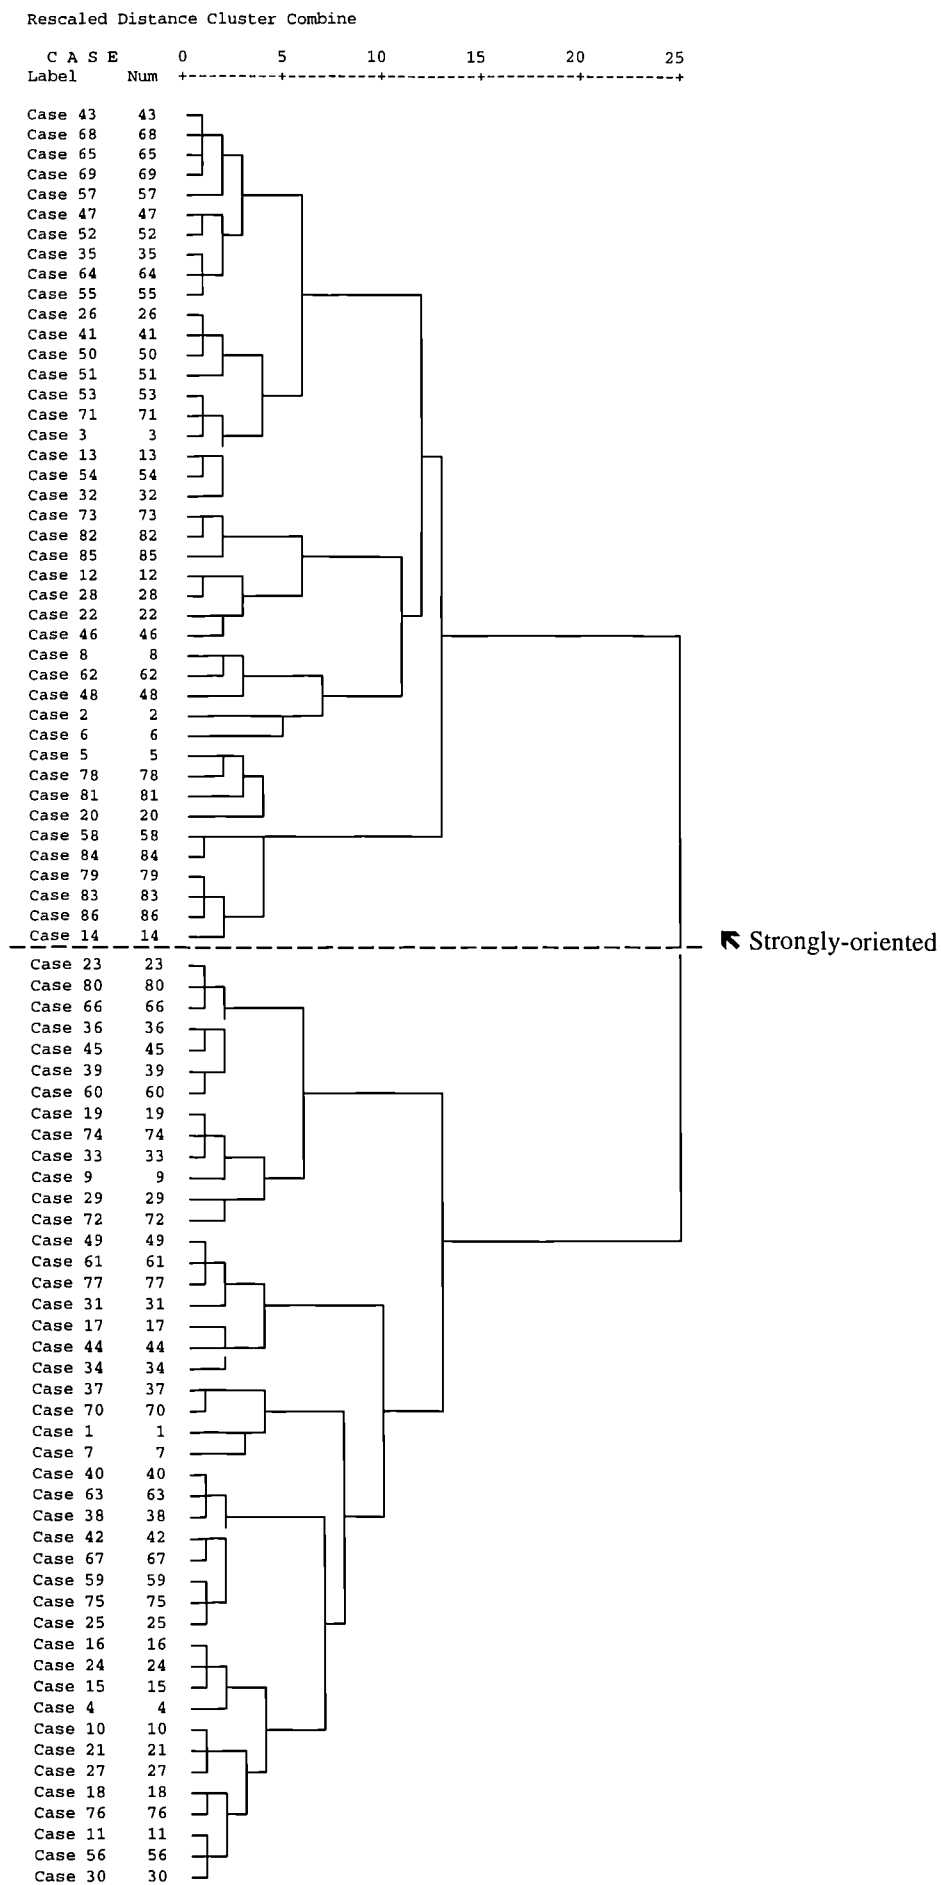 Rescaled Distance Cluster Combine
C A S E 0 5 10 15 20 25
Label Num +---------+---------+---------+---------+---------+
Case 43 43
Case 68 68
Case 65 65
Case 69 69
Case 57 57
Case 47 47
Case 52 52
Case 35 35
Case 64 64
Case 55 55
Case 26 26
Case 41 41
Case 50 50
Case 51 51
Case 53 53
Case 71 71
Case 3 3
Case 13 13
Case 54 54
Case 32 32
Case 73 73
Case 82 82
Case 85 85
Case 12 12
Case 28 28
Case 22 22
Case 46 46
Case 8 8
Case 62 62
Case 48 48
Case 2 2
Case 6 6
Case 5 5
Case 78 78
Case 81 81
Case 20 20
Case 58 58
Case 84 84
Case 79 79
Case 83 83
Case 86 86
Case 14 14
Strongly-oriented
Case 23 23
Case 80 80
Case 66 66
Case 36 36
Case 45 45
Case 39 39
Case 60 60
Case 19 19
Case 74 74
Case 33 33
Case 9 9
Case 29 29
Case 72 72
Case 49 49
Case 61 61
Case 77 77
Case 31 31
Case 17 17
Case 44 44
Case 34 34
Case 37 37
Case 70 70
Case 1 1
Case 7 7
Case 40 40
Case 63 63
Case 38 38
Case 42 42
Case 67 67
Case 59 59
Case 75 75
Case 25 25
Case 16 16
Case 24 24
Case 15 15
Case 4 4
Case 10 10
Case 21 21
Case 27 27
Case 18 18
Case 76 76
Case 11 11
Case 56 56
Case 30 30